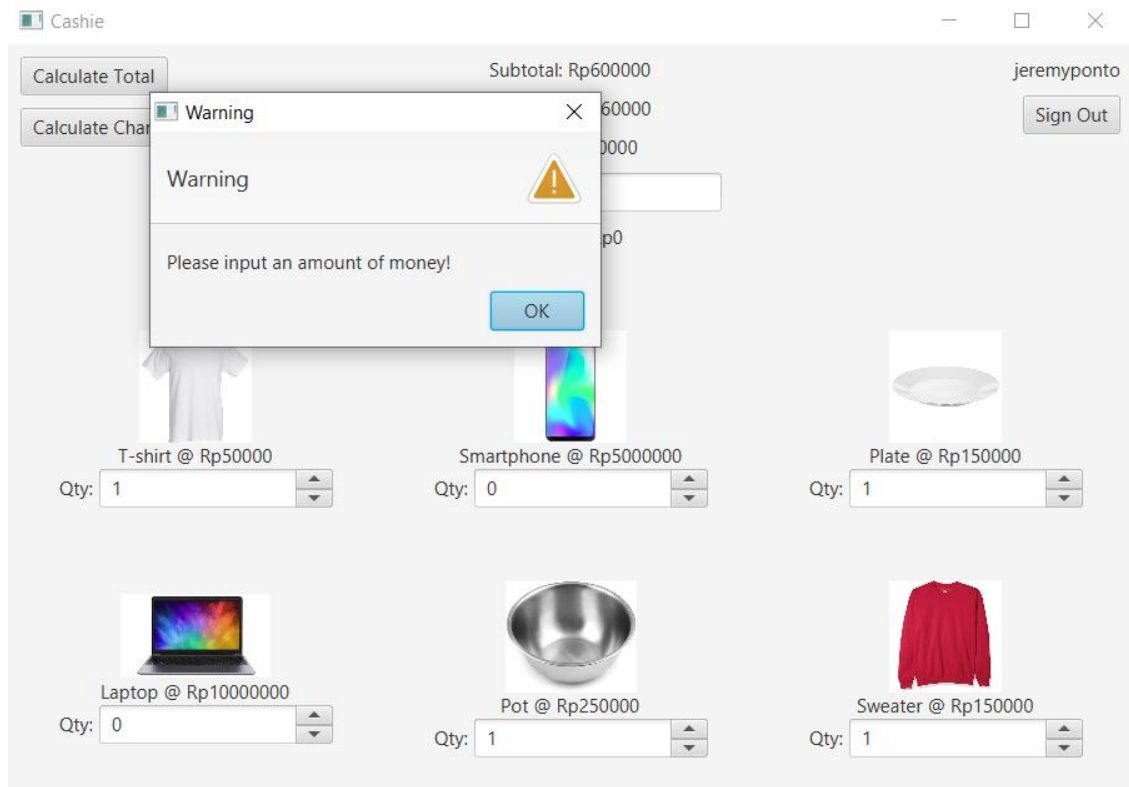 Cashie
Calculate Total
Subtotal: Rp600000
jeremyponto
Warning
60000
Sign Out
Calculate Char
0000
Warning
p0
Please input an amount of money!
OK
T-shirt @ Rp50000
Smartphone @ Rp5000000
Plate @ Rp150000
Qty: 1
Qty: 0
Qty: 1
Laptop @ Rp10000000
Pot @ Rp250000
Sweater @ Rp150000
Qty: 0
Qty: 1
Qty: 1